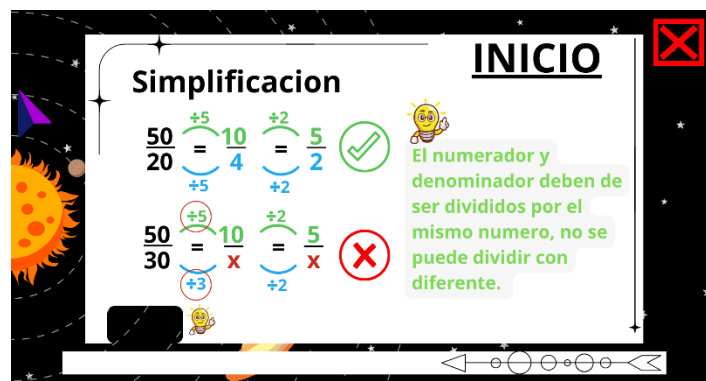 INICIO
Simplificacion
÷5 ÷2
50 10 5
20 = 4 = 2
÷5 ÷2
÷5 ÷2
50 10 5
30 = x = x
÷3 ÷2
El numerador y
denominador deben de
ser divididos por el
mismo numero, no se
puede dividir con
diferente.